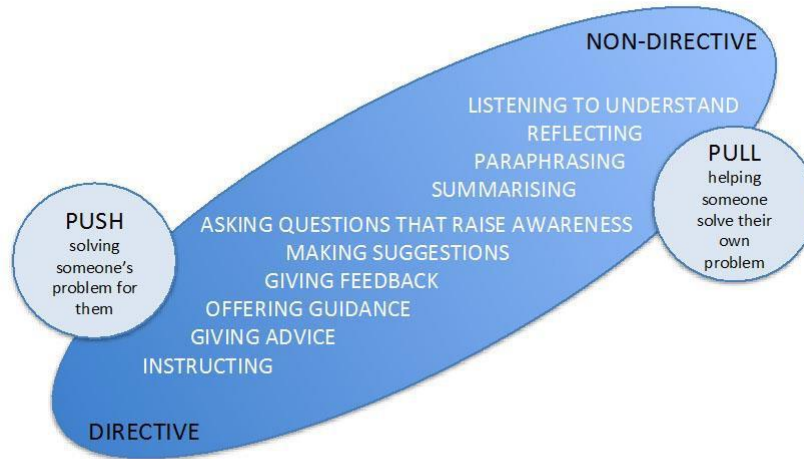 NON-DIRECTIVE
LISTENING TO UNDERSTAND
REFLECTING
PARAPHRASING
SUMMARISING
PULL
helping
someone
solve their
own
problem
PUSH
solving
someone's
problem for
them
ASKING QUESTIONS THAT RAISE AWARENESS
MAKING SUGGESTIONS
GIVING FEEDBACK
OFFERING GUIDANCE
GIVING ADVICE
INSTRUCTING
DIRECTIVE